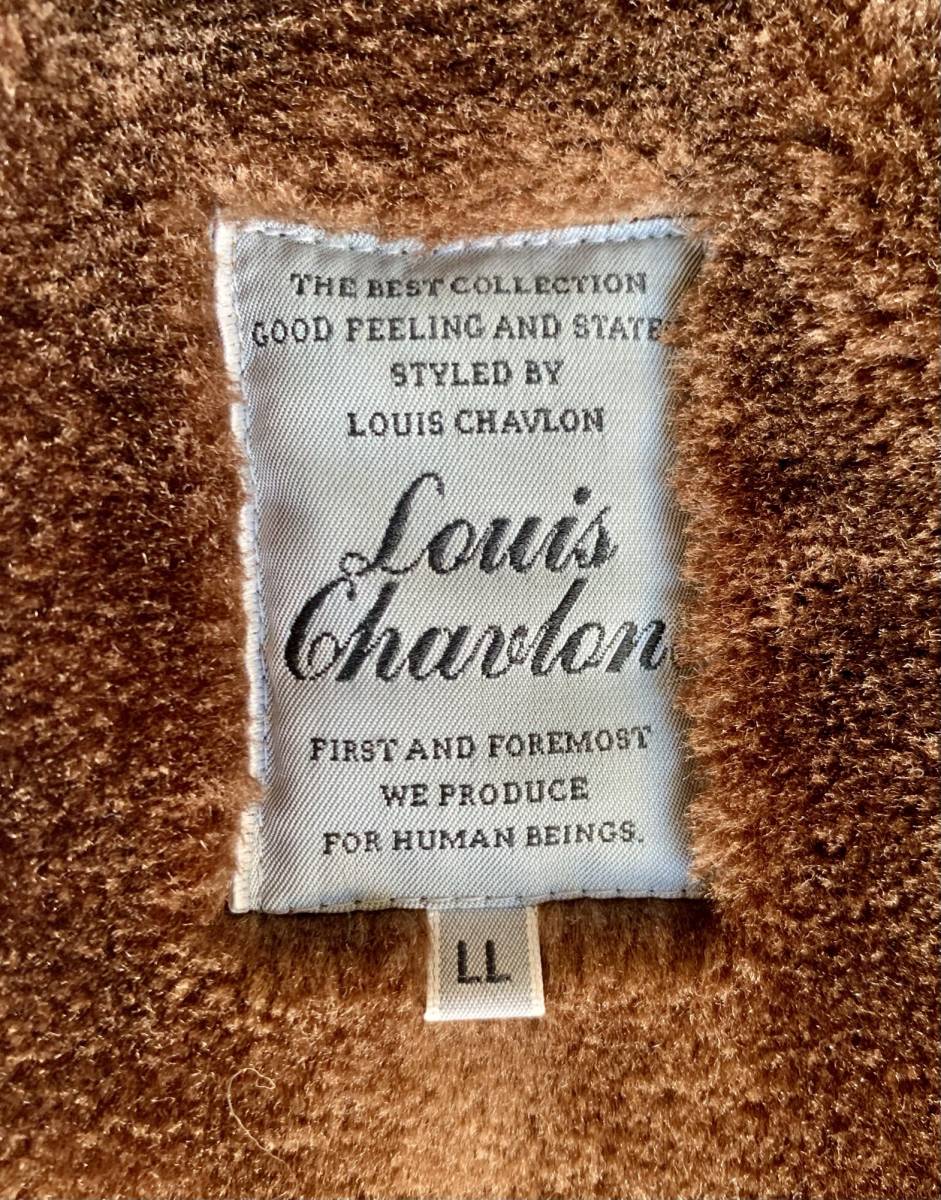 THE BEST COLLECTION
GOOD FEELING AND STATE
STYLED BY
LOUIS CHAVLON
Louis
Chavlon
FIRST AND FOREMOST
WE PRODUCE
FOR HUMAN BEINGS.
LL